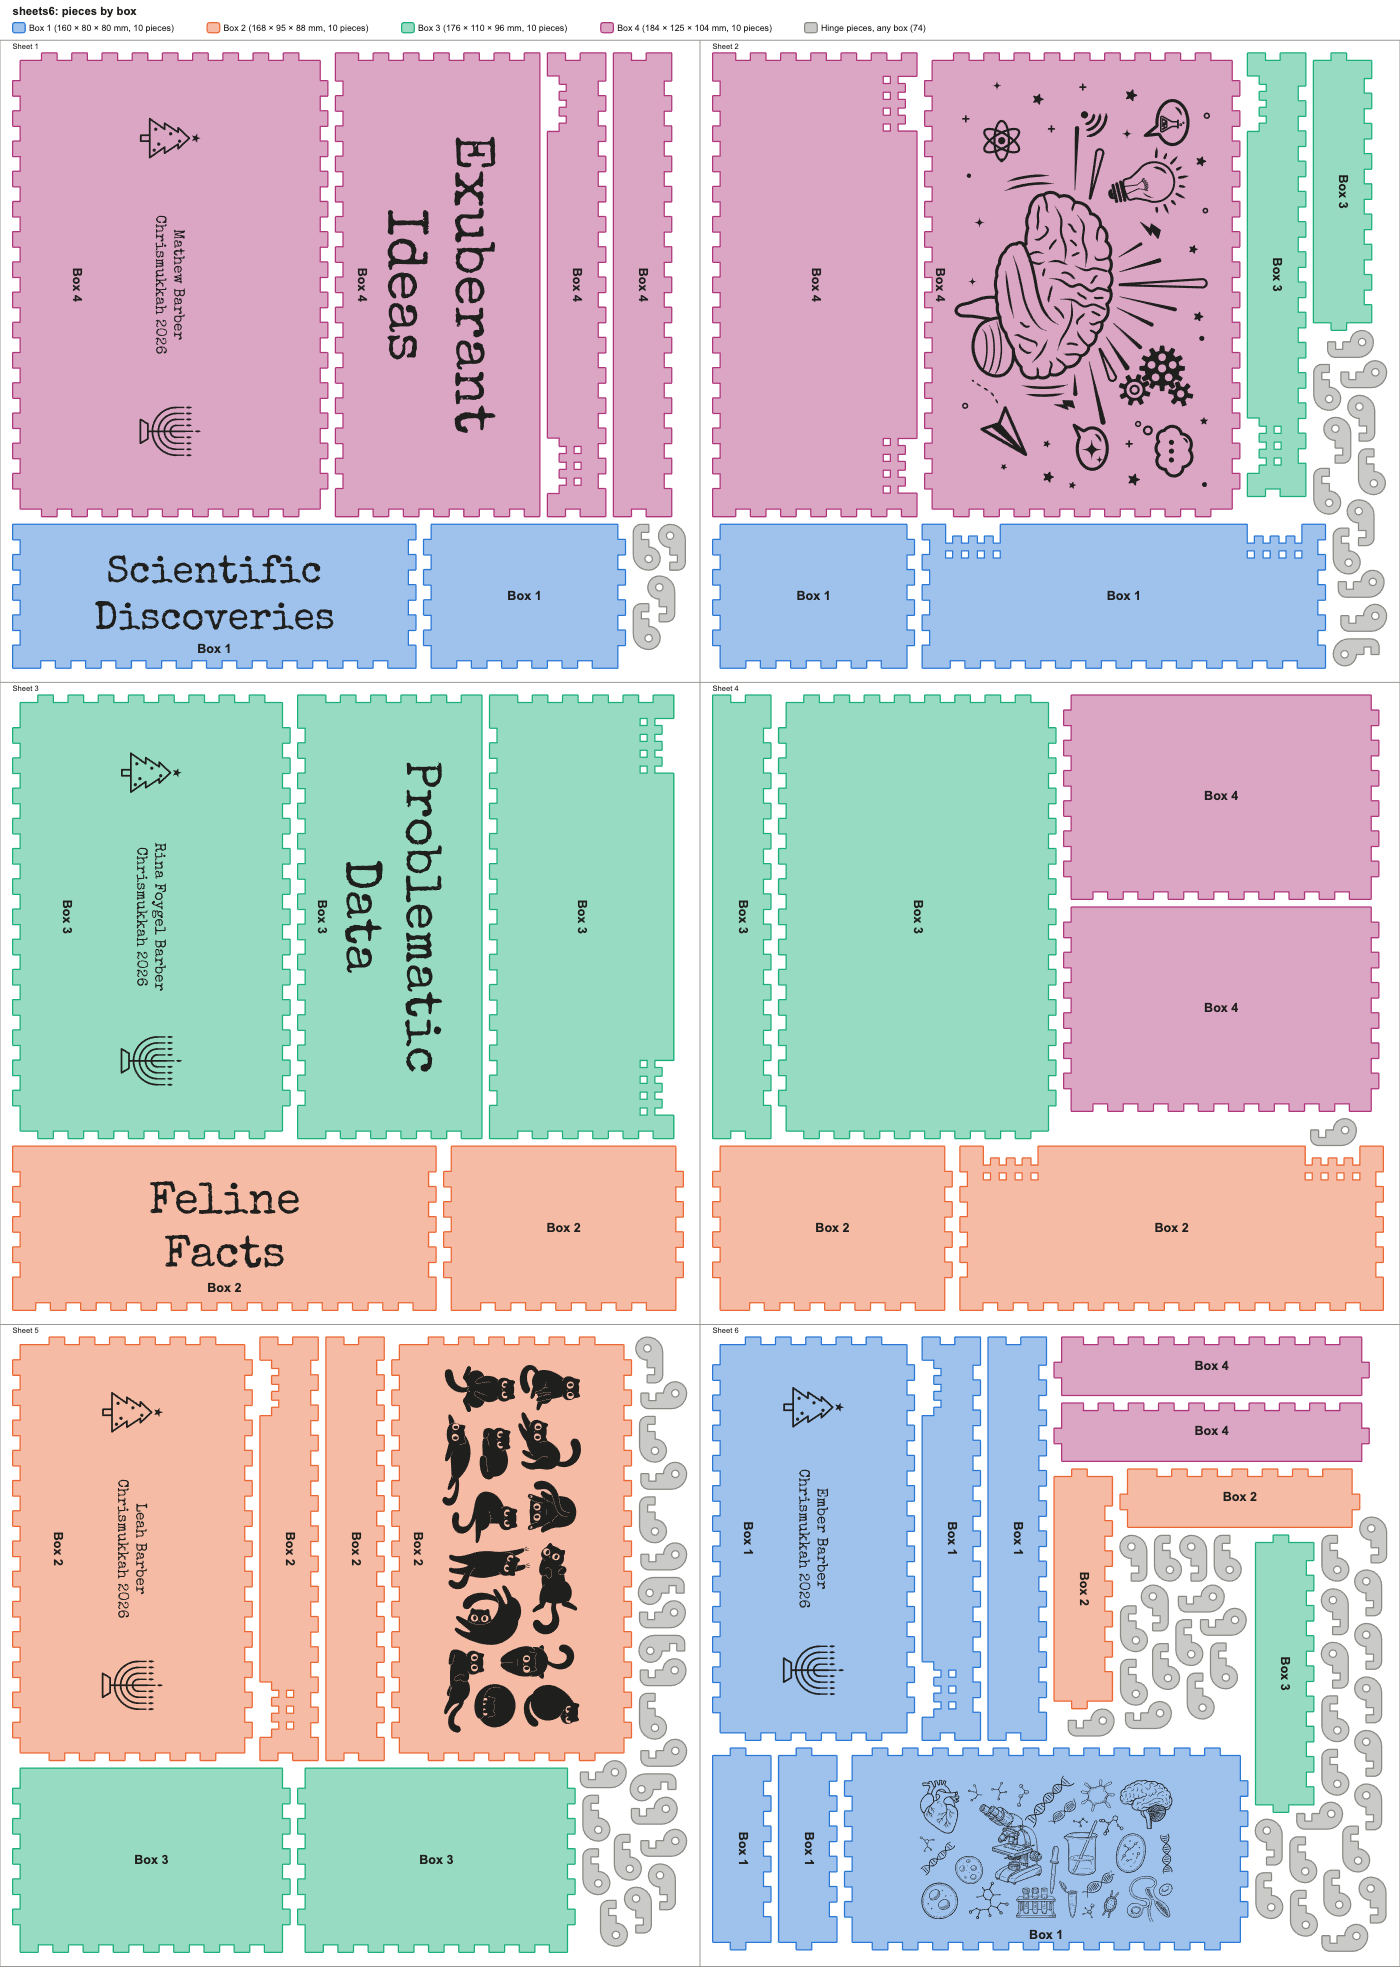 sheets6: pieces by box
Box 1 (160 × 80 × 80 mm, 10 pieces)
Box 2 (168 × 95 × 88 mm, 10 pieces)
Box 3 (176 × 110 × 96 mm, 10 pieces)
Box 4 (184 × 125 × 104 mm, 10 pieces)
Hinge pieces, any box (74)
Sheet 1
Mathew Barber
Chrismukkah 2026
Box 4
Exuberant
Ideas
Box 4
Box 4
Box 4
Scientific
Discoveries
Box 1
Box 1
Sheet 2
Box 4
Box 4
Box 3
Box 3
Box 1
Box 1
Sheet 3
Rina Foygel Barber
Chrismukkah 2026
Box 3
Problematic
Data
Box 3
Box 3
Feline
Facts
Box 2
Box 2
Sheet 4
Box 3
Box 3
Box 4
Box 4
Box 2
Box 2
Sheet 5
Leah Barber
Chrismukkah 2026
Box 2
Box 2
Box 2
Box 2
Box 3
Box 3
Sheet 6
Ember Barber
Chrismukkah 2026
Box 1
Box 1
Box 1
Box 4
Box 4
Box 2
Box 2
Box 3
Box 1
Box 1
Box 1